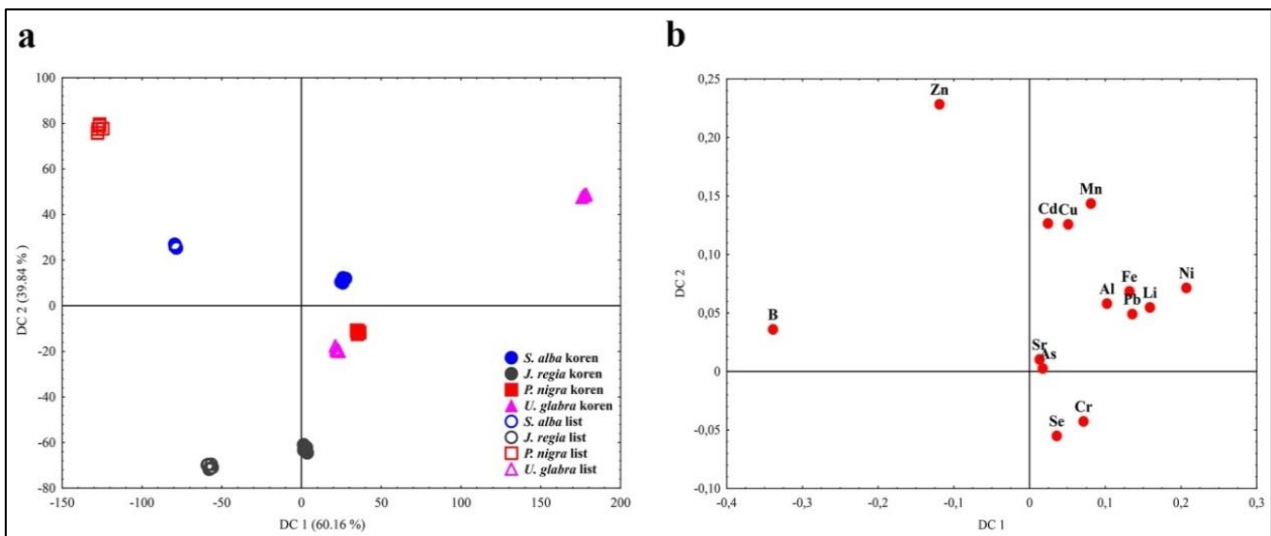 a
100
80
60
40
20
0
-20
-40
-60
-80
-150
-100
-50
0
50
100
150
200
DC 2 (39.84 %)
DC 1 (60.16 %)
S. alba koren
J. regia koren
P. nigra koren
U. glabra koren
S. alba list
J. regia list
P. nigra list
U. glabra list
b
0,25
0,20
0,15
0,10
0,05
0
-0,05
-0,10
-0,4
-0,3
-0,2
-0,1
0
0,1
0,2
0,3
DC 2
DC 1
Zn
Mn
Cd
Cu
Ni
Fe
Al
Pb
Li
B
Sr
As
Cr
Se